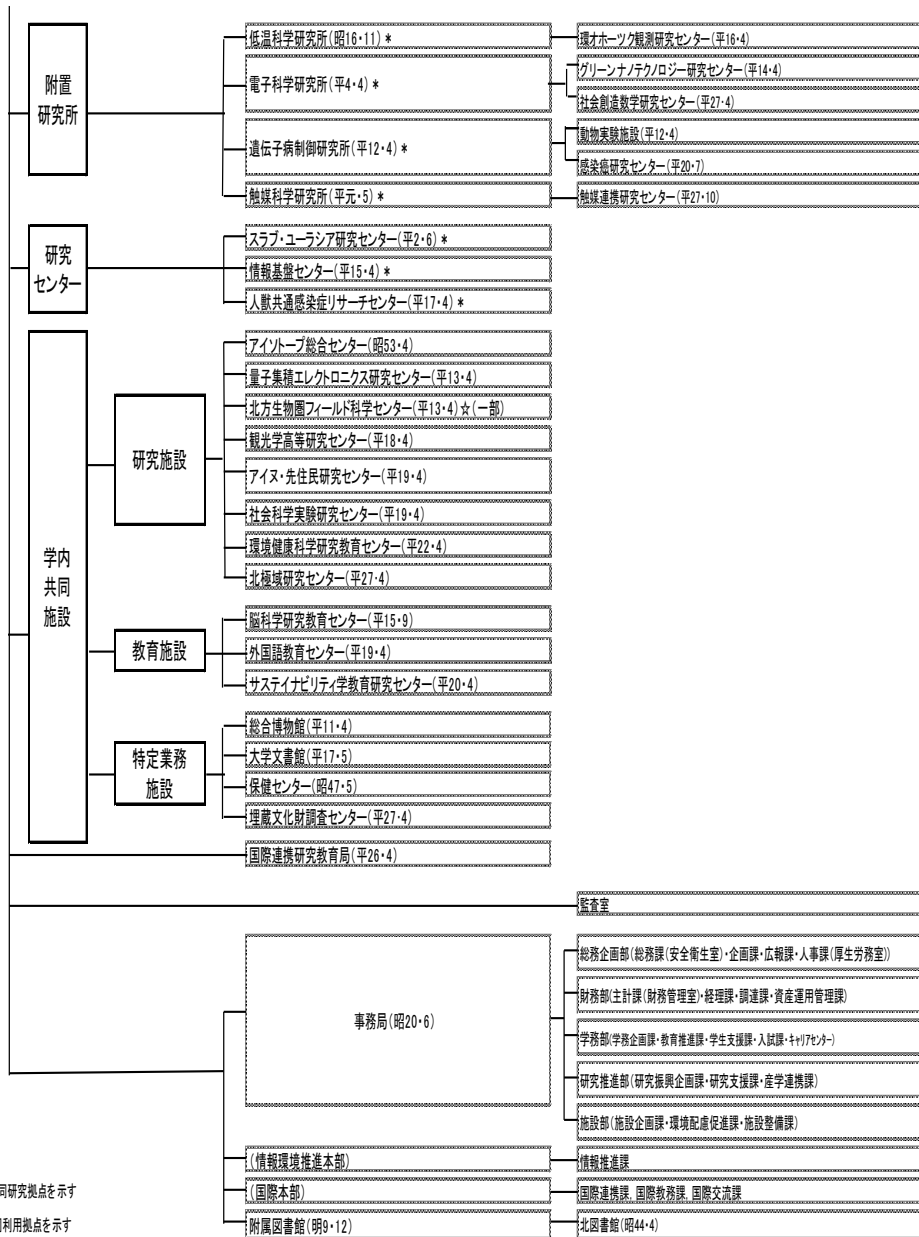 附置
研究所
低温科学研究所(昭16・11)*
環オホーツク観測研究センター(平16・4)
電子科学研究所(平4・4)*
グリーンナノテクノロジー研究センター(平14・4)
社会創造数学研究センター(平27・4)
遺伝子病制御研究所(平12・4)*
動物実験施設(平12・4)
感染癌研究センター(平20・7)
触媒科学研究所(平元・5)*
触媒連携研究センター(平27・10)
研究
センター
スラブ・ユーラシア研究センター(平2・6)*
情報基盤センター(平15・4)*
人獣共通感染症リサーチセンター(平17・4)*
学内
共同
施設
研究施設
アイソトープ総合センター(昭53・4)
量子集積エレクトロニクス研究センター(平13・4)
北方生物圏フィールド科学センター(平13・4)☆(一部)
観光学高等研究センター(平18・4)
アイヌ・先住民研究センター(平19・4)
社会科学実験研究センター(平19・4)
環境健康科学研究教育センター(平22・4)
北極域研究センター(平27・4)
教育施設
脳科学研究教育センター(平15・9)
外国語教育センター(平19・4)
サステイナビリティ学教育研究センター(平20・4)
特定業務
施設
総合博物館(平11・4)
大学文書館(平17・5)
保健センター(昭47・5)
埋蔵文化財調査センター(平27・4)
国際連携研究教育局(平26・4)
監査室
事務局(昭20・6)
総務企画部(総務課(安全衛生室)・企画課・広報課・人事課(厚生労務室))
財務部(主計課(財務管理室)・経理課・調達課・資産運用管理課)
学務部(学務企画課・教育推進課・学生支援課・入試課・キャリアセンター)
研究推進部(研究振興企画課・研究支援課・産学連携課)
施設部(施設企画課・環境配慮促進課・施設整備課)
(情報環境推進本部)
情報推進課
(国際本部)
国際連携課, 国際教務課, 国際交流課
附属図書館(明9・12)
北図書館(昭44・4)
同研究拠点を示す
利用拠点を示す